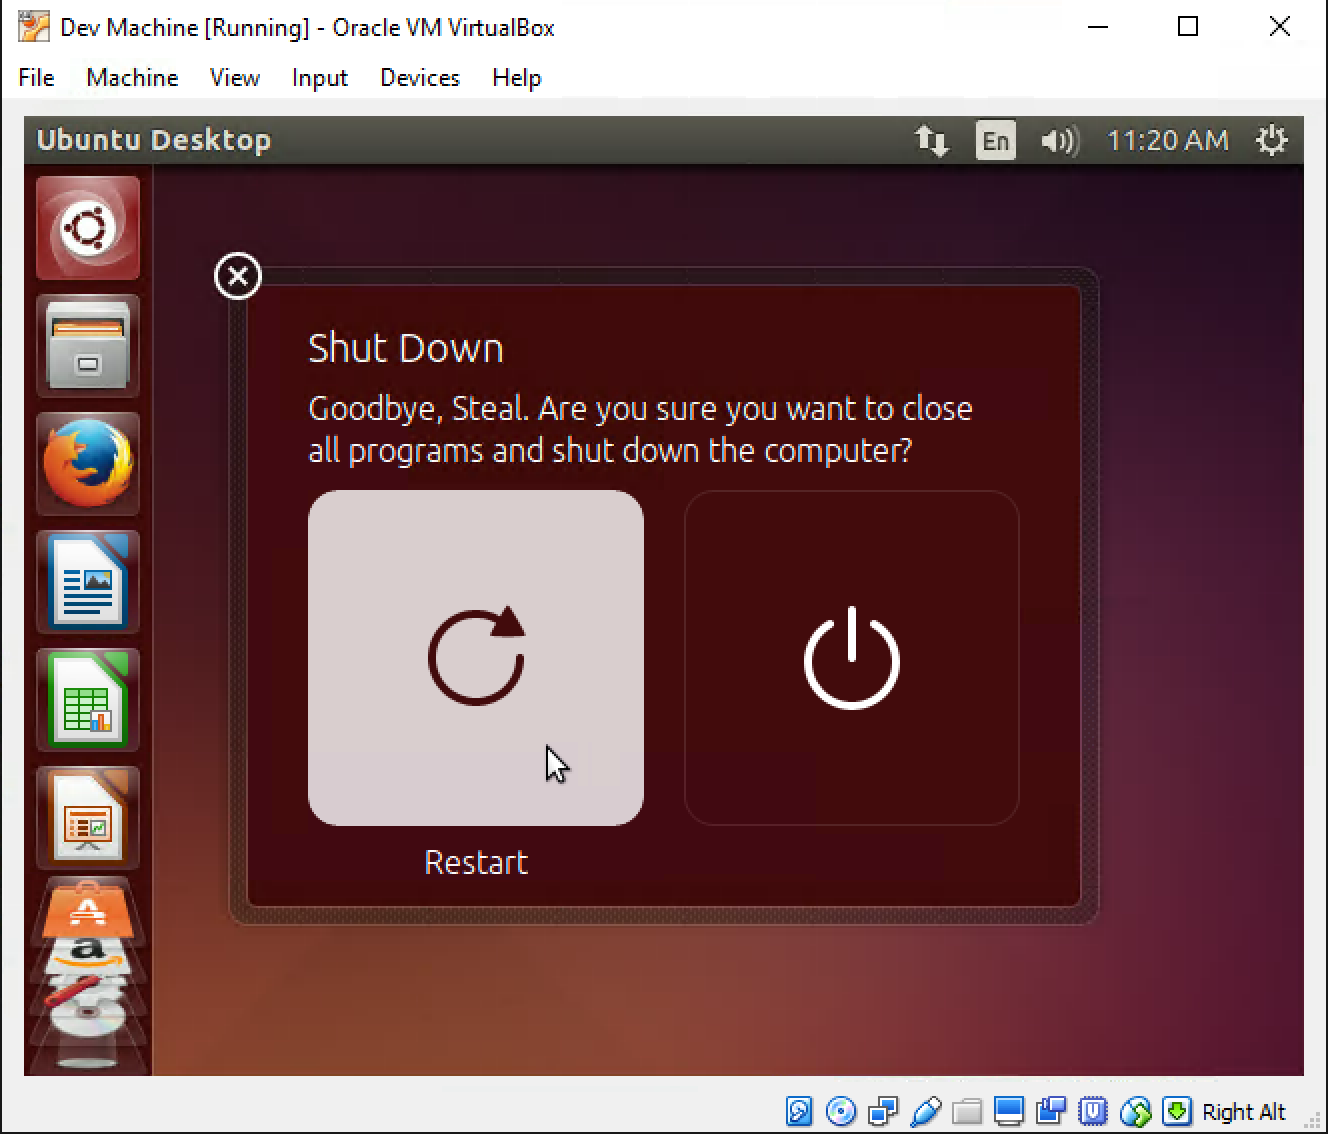 Dev Machine [Running] - Oracle VM VirtualBox
File Machine View Input Devices Help
Ubuntu Desktop En 11:20 AM
Shut Down
Goodbye, Steal. Are you sure you want to close
all programs and shut down the computer?
Restart
Right Alt